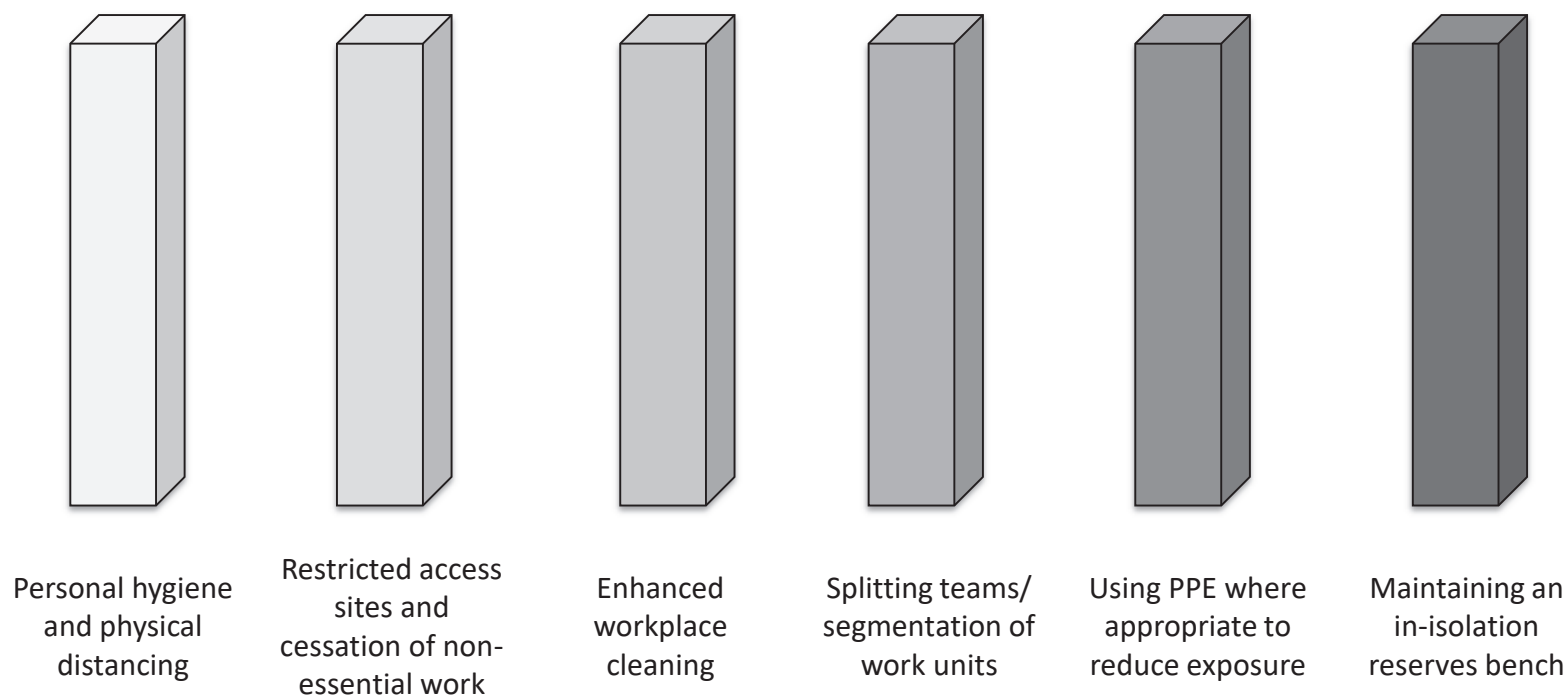 Personal hygiene
and physical
distancing
Restricted access
sites and
cessation of non-
essential work
Enhanced
workplace
cleaning
Splitting teams/
segmentation of
work units
Using PPE where
appropriate to
reduce exposure
Maintaining an
in-isolation
reserves bench